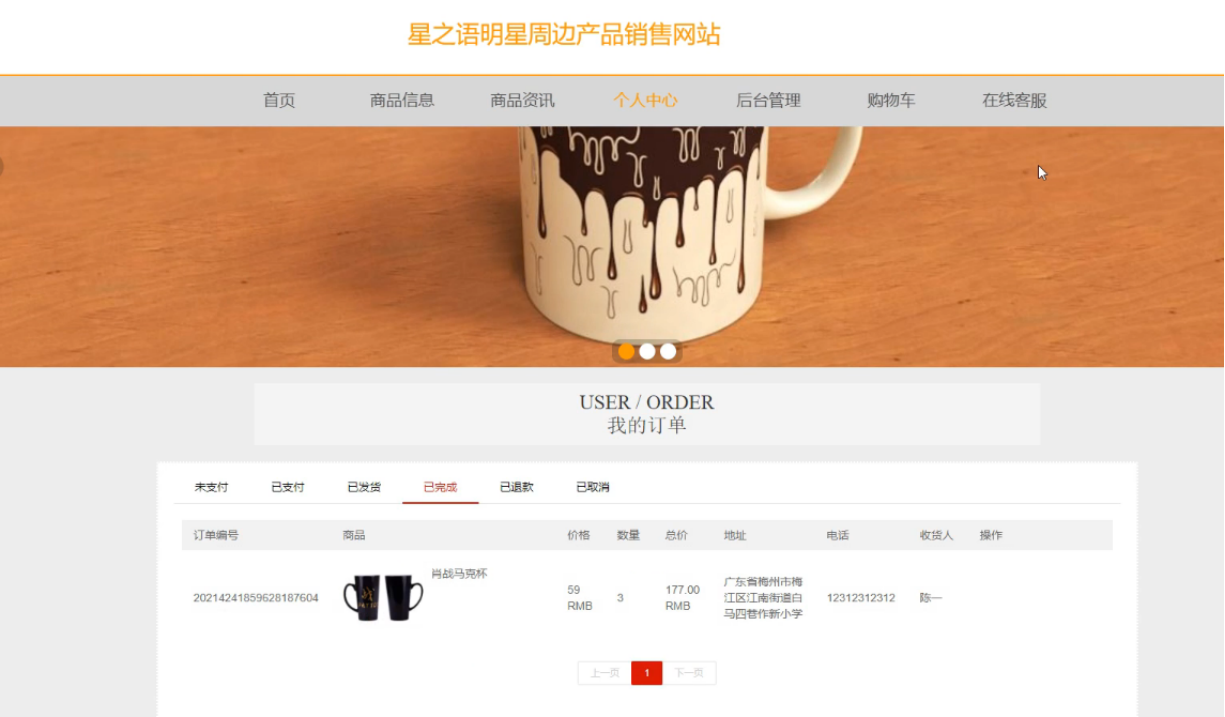 星之语明星周边产品销售网站
首页 商品信息 商品资讯 个人中心 后台管理 购物车 在线客服
USER / ORDER
我的订单
未支付 已支付 已发货 已完成 已退款 已取消
订单编号 商品 价格 数量 总价 地址 电话 收货人 操作
20214241859628187604 肖战马克杯 59 RMB 3 177.00 RMB 广东省梅州市梅江区江南街道白马四巷作新小学 12312312312 陈一
上一页 1 下一页